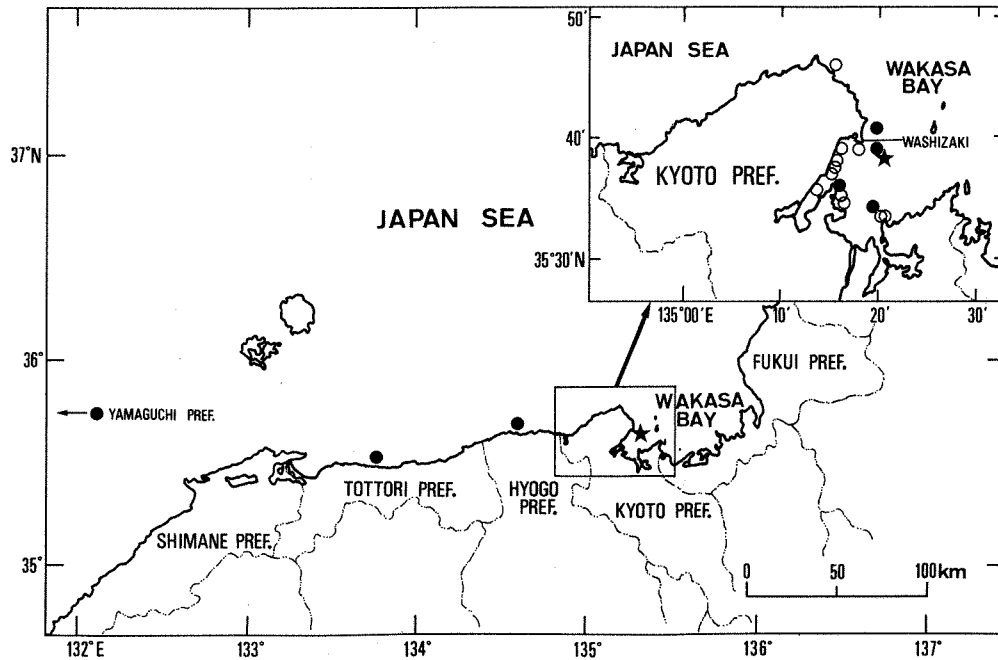 50′
JAPAN SEA
WAKASA
BAY
40′
WASHIZAKI
KYOTO PREF.
35°30′N
135°00′E
10′
20′
30′
37°N
JAPAN SEA
36°
FUKUI PREF.
WAKASA
BAY
YAMAGUCHI PREF.
TOTTORI PREF.
HYOGO
PREF.
KYOTO PREF.
SHIMANE PREF.
35°
0
50
100km
132°E
133°
134°
135°
136°
137°